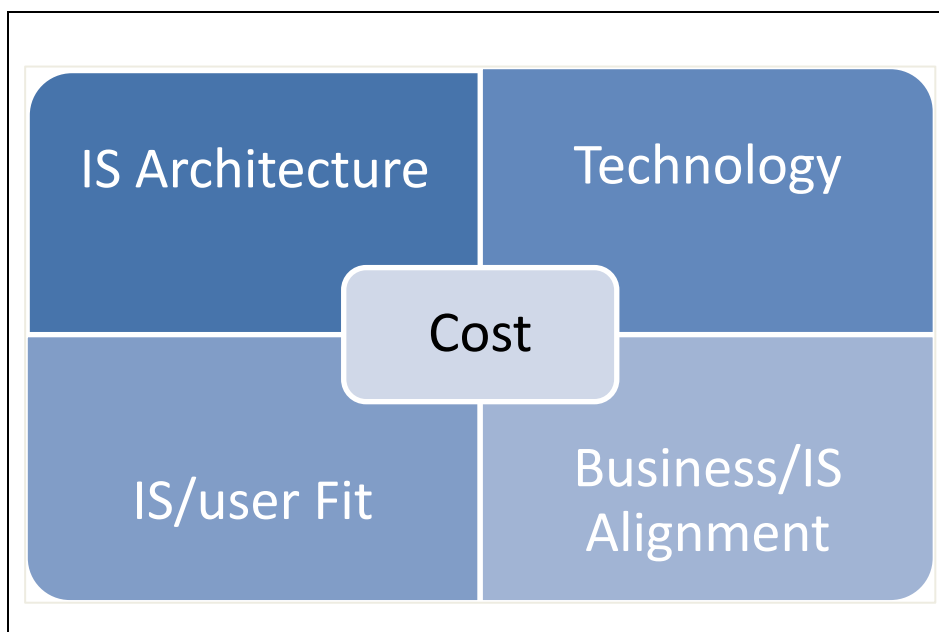 IS Architecture
Technology
Cost
IS/user Fit
Business/IS
Alignment